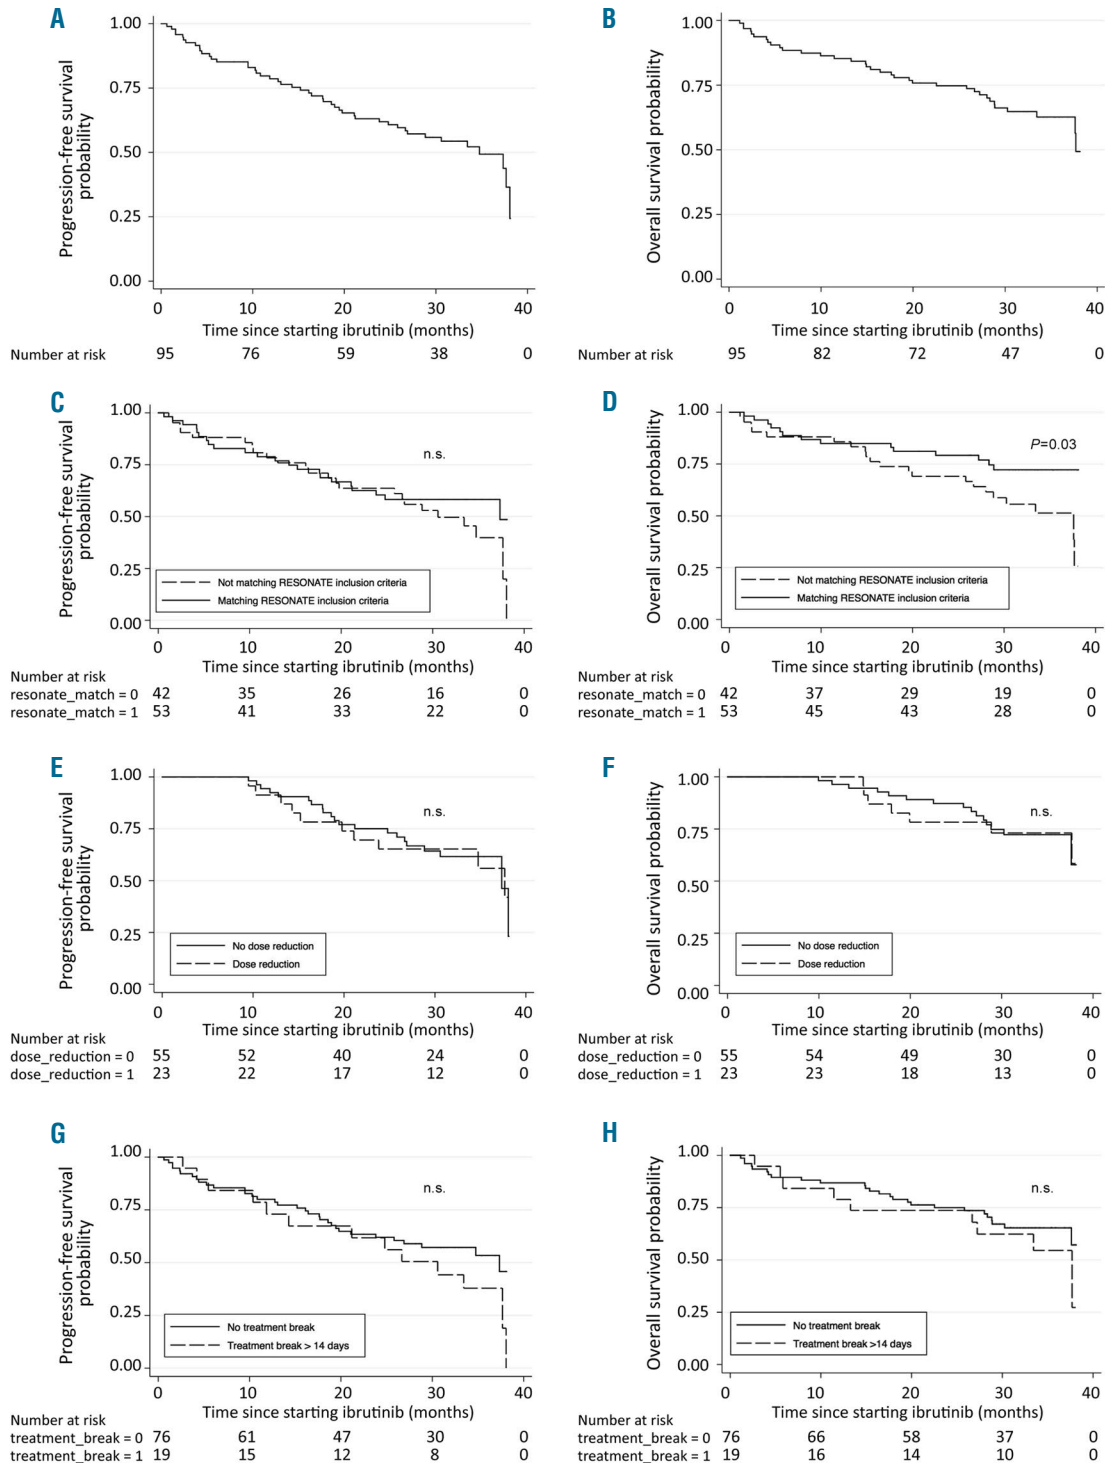 A
Progression-free survival
probability
1.00
0.75
0.50
0.25
0.00
0 10 20 30 40
Time since starting ibrutinib (months)
Number at risk 95 76 59 38 0
B
Overall survival probability
1.00
0.75
0.50
0.25
0.00
0 10 20 30 40
Time since starting ibrutinib (months)
Number at risk 95 82 72 47 0
C
Progression-free survival
probability
1.00
0.75
0.50
0.25
0.00
n.s.
Not matching RESONATE inclusion criteria
Matching RESONATE inclusion criteria
0 10 20 30 40
Time since starting ibrutinib (months)
Number at risk
resonate_match = 0 42 35 26 16 0
resonate_match = 1 53 41 33 22 0
D
Overall survival probability
1.00
0.75
0.50
0.25
0.00
P=0.03
Not matching RESONATE inclusion criteria
Matching RESONATE inclusion criteria
0 10 20 30 40
Time since starting ibrutinib (months)
Number at risk
resonate_match = 0 42 37 29 19 0
resonate_match = 1 53 45 43 28 0
E
Progression-free survival
probability
1.00
0.75
0.50
0.25
0.00
n.s.
No dose reduction
Dose reduction
0 10 20 30 40
Time since starting ibrutinib (months)
Number at risk
dose_reduction = 0 55 52 40 24 0
dose_reduction = 1 23 22 17 12 0
F
Overall survival probability
1.00
0.75
0.50
0.25
0.00
n.s.
No dose reduction
Dose reduction
0 10 20 30 40
Time since starting ibrutinib (months)
Number at risk
dose_reduction = 0 55 54 49 30 0
dose_reduction = 1 23 23 18 13 0
G
Progression-free survival
probability
1.00
0.75
0.50
0.25
0.00
n.s.
No treatment break
Treatment break > 14 days
0 10 20 30 40
Time since starting ibrutinib (months)
Number at risk
treatment_break = 0 76 61 47 30 0
treatment_break = 1 19 15 12 8 0
H
Overall survival probability
1.00
0.75
0.50
0.25
0.00
n.s.
No treatment break
Treatment break >14 days
0 10 20 30 40
Time since starting ibrutinib (months)
Number at risk
treatment_break = 0 76 66 58 37 0
treatment_break = 1 19 16 14 10 0